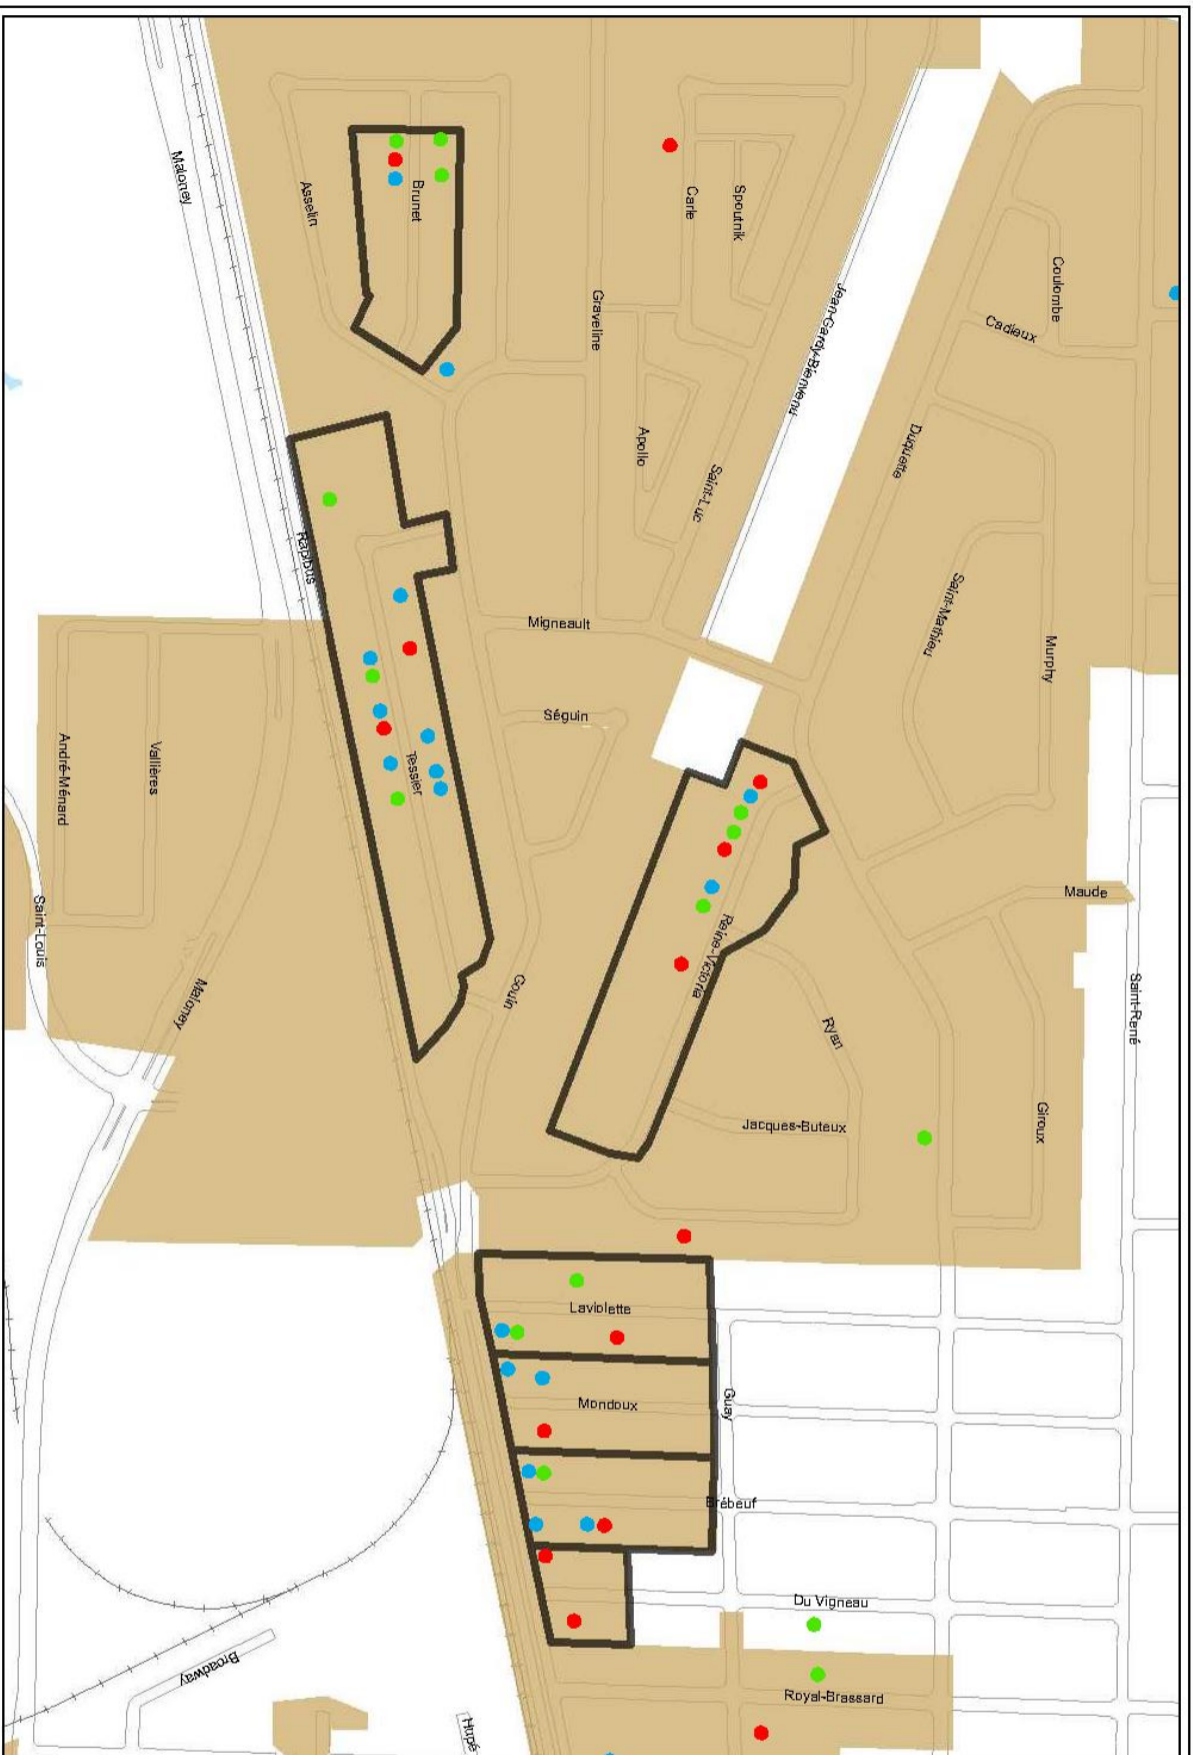 Maloney
Asselin
Brunet
Carle
Spoutnik
Graveline
Jean-Gardy-Bienvenu
Coulombe
Cadieux
Apollo
Saint-Luc
Duquette
Rapibus
Migneault
Saint-Mathieu
Murphy
Séguin
André-Ménard
Vallières
Tessier
Maude
Saint-Louis
Reine-Victoria
Maloney
Gouin
Ryan
Saint-René
Jacques-Buteux
Giroux
Laviolette
Mondoux
Guay
Brébeuf
Du Vigneau
Broadway
Royal-Brassard
Hupé